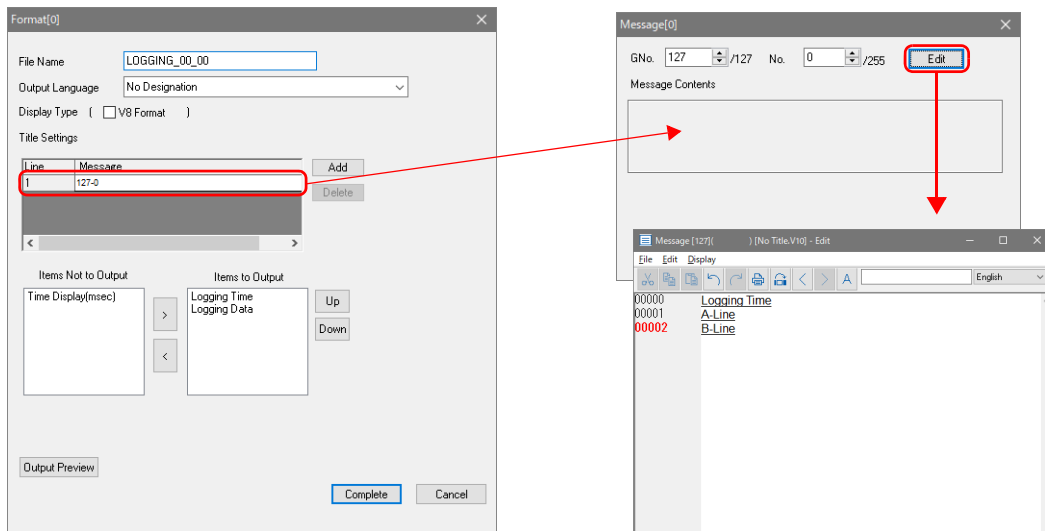 Format[0]
File Name LOGGING_00_00
Output Language No Designation
Display Type ( V8 Format )
Title Settings
Line Message
1 127-0
Add
Delete
Items Not to Output
Time Display(msec)
>
<
Items to Output
Logging Time
Logging Data
Up
Down
Output Preview
Complete Cancel
Message[0]
GNo. 127 /127 No. 0 /255 Edit
Message Contents
Message [127]( ) [No Title.V10] - Edit
File Edit Display
A English
00000 Logging Time
00001 A-Line
00002 B-Line